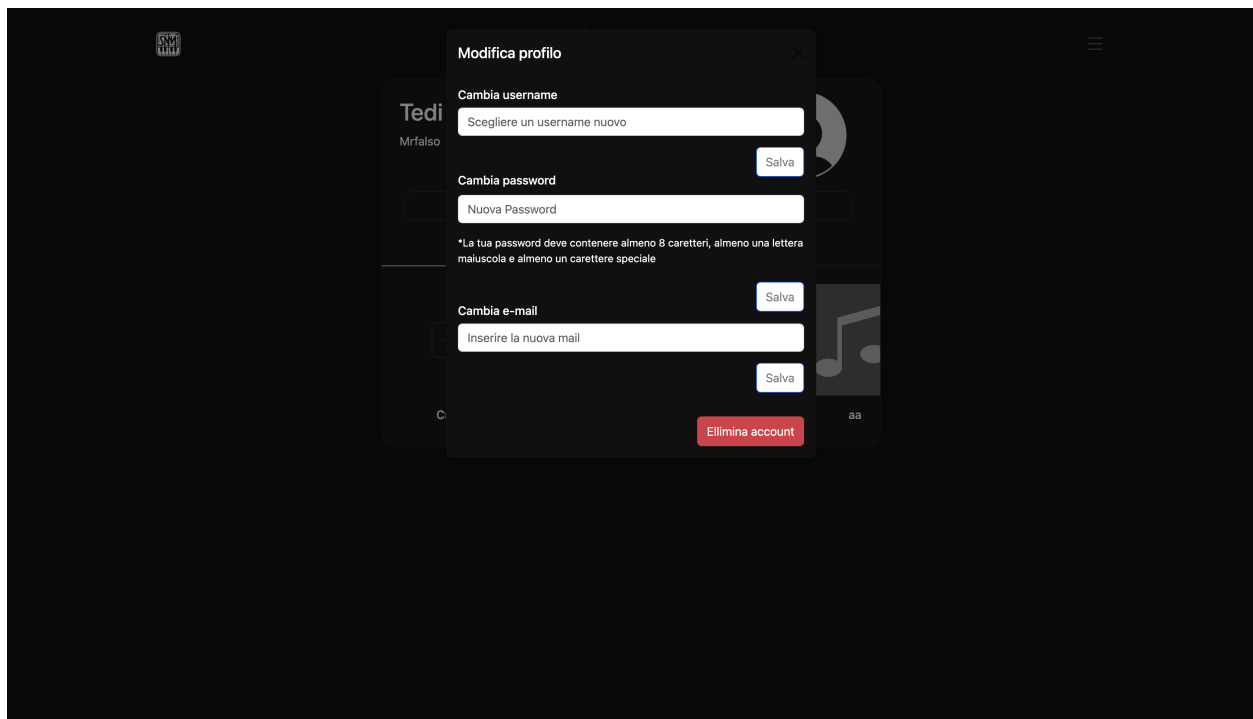 SNM
Modifica profilo
Tedi
Mrfalso
Cambia username
Scegliere un username nuovo
Salva
Cambia password
Nuova Password
*La tua password deve contenere almeno 8 caretteri, almeno una lettera
maiuscola e almeno un carettere speciale
Salva
Cambia e-mail
Inserire la nuova mail
Salva
aa
Ellimina account